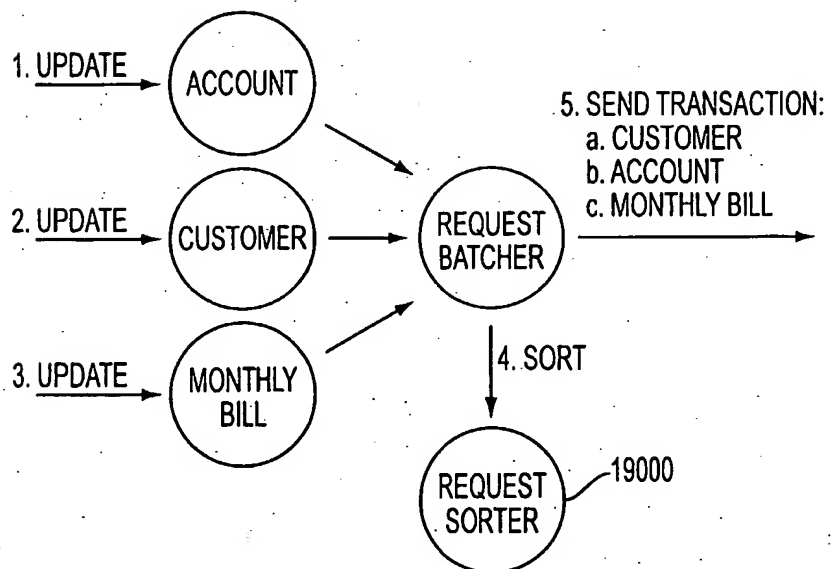 1. UPDATE
ACCOUNT
2. UPDATE
CUSTOMER
3. UPDATE
MONTHLY
BILL
REQUEST
BATCHER
5. SEND TRANSACTION:
a. CUSTOMER
b. ACCOUNT
c. MONTHLY BILL
4. SORT
REQUEST
SORTER
19000